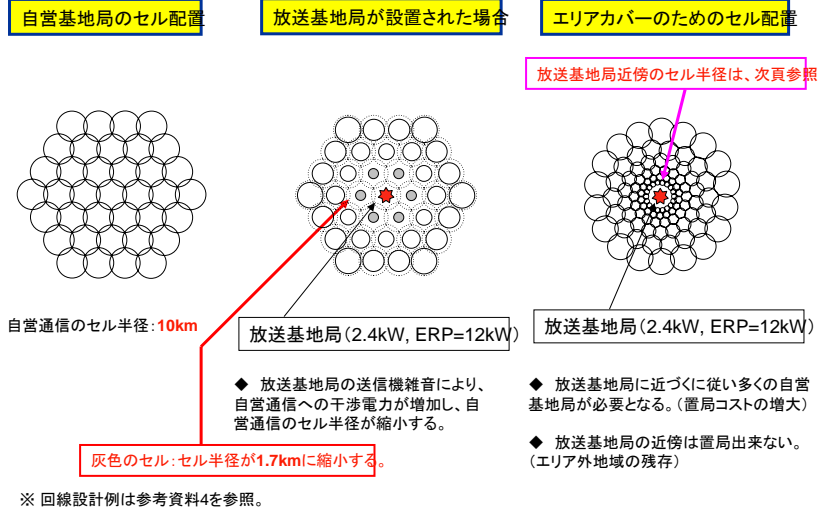 自営基地局のセル配置
放送基地局が設置された場合
エリアカバーのためのセル配置
放送基地局近傍のセル半径は、次頁参照
自営通信のセル半径:10km
放送基地局(2.4kW, ERP=12kW)
放送基地局(2.4kW, ERP=12kW)
◆ 放送基地局の送信機雑音により、
自営通信への干渉電力が増加し、自
営通信のセル半径が縮小する。
◆ 放送基地局に近づくに従い多くの自営
基地局が必要となる。(置局コストの増大)
◆ 放送基地局の近傍は置局出来ない。
(エリア外地域の残存)
灰色のセル:セル半径が1.7kmに縮小する。
※ 回線設計例は参考資料4を参照。